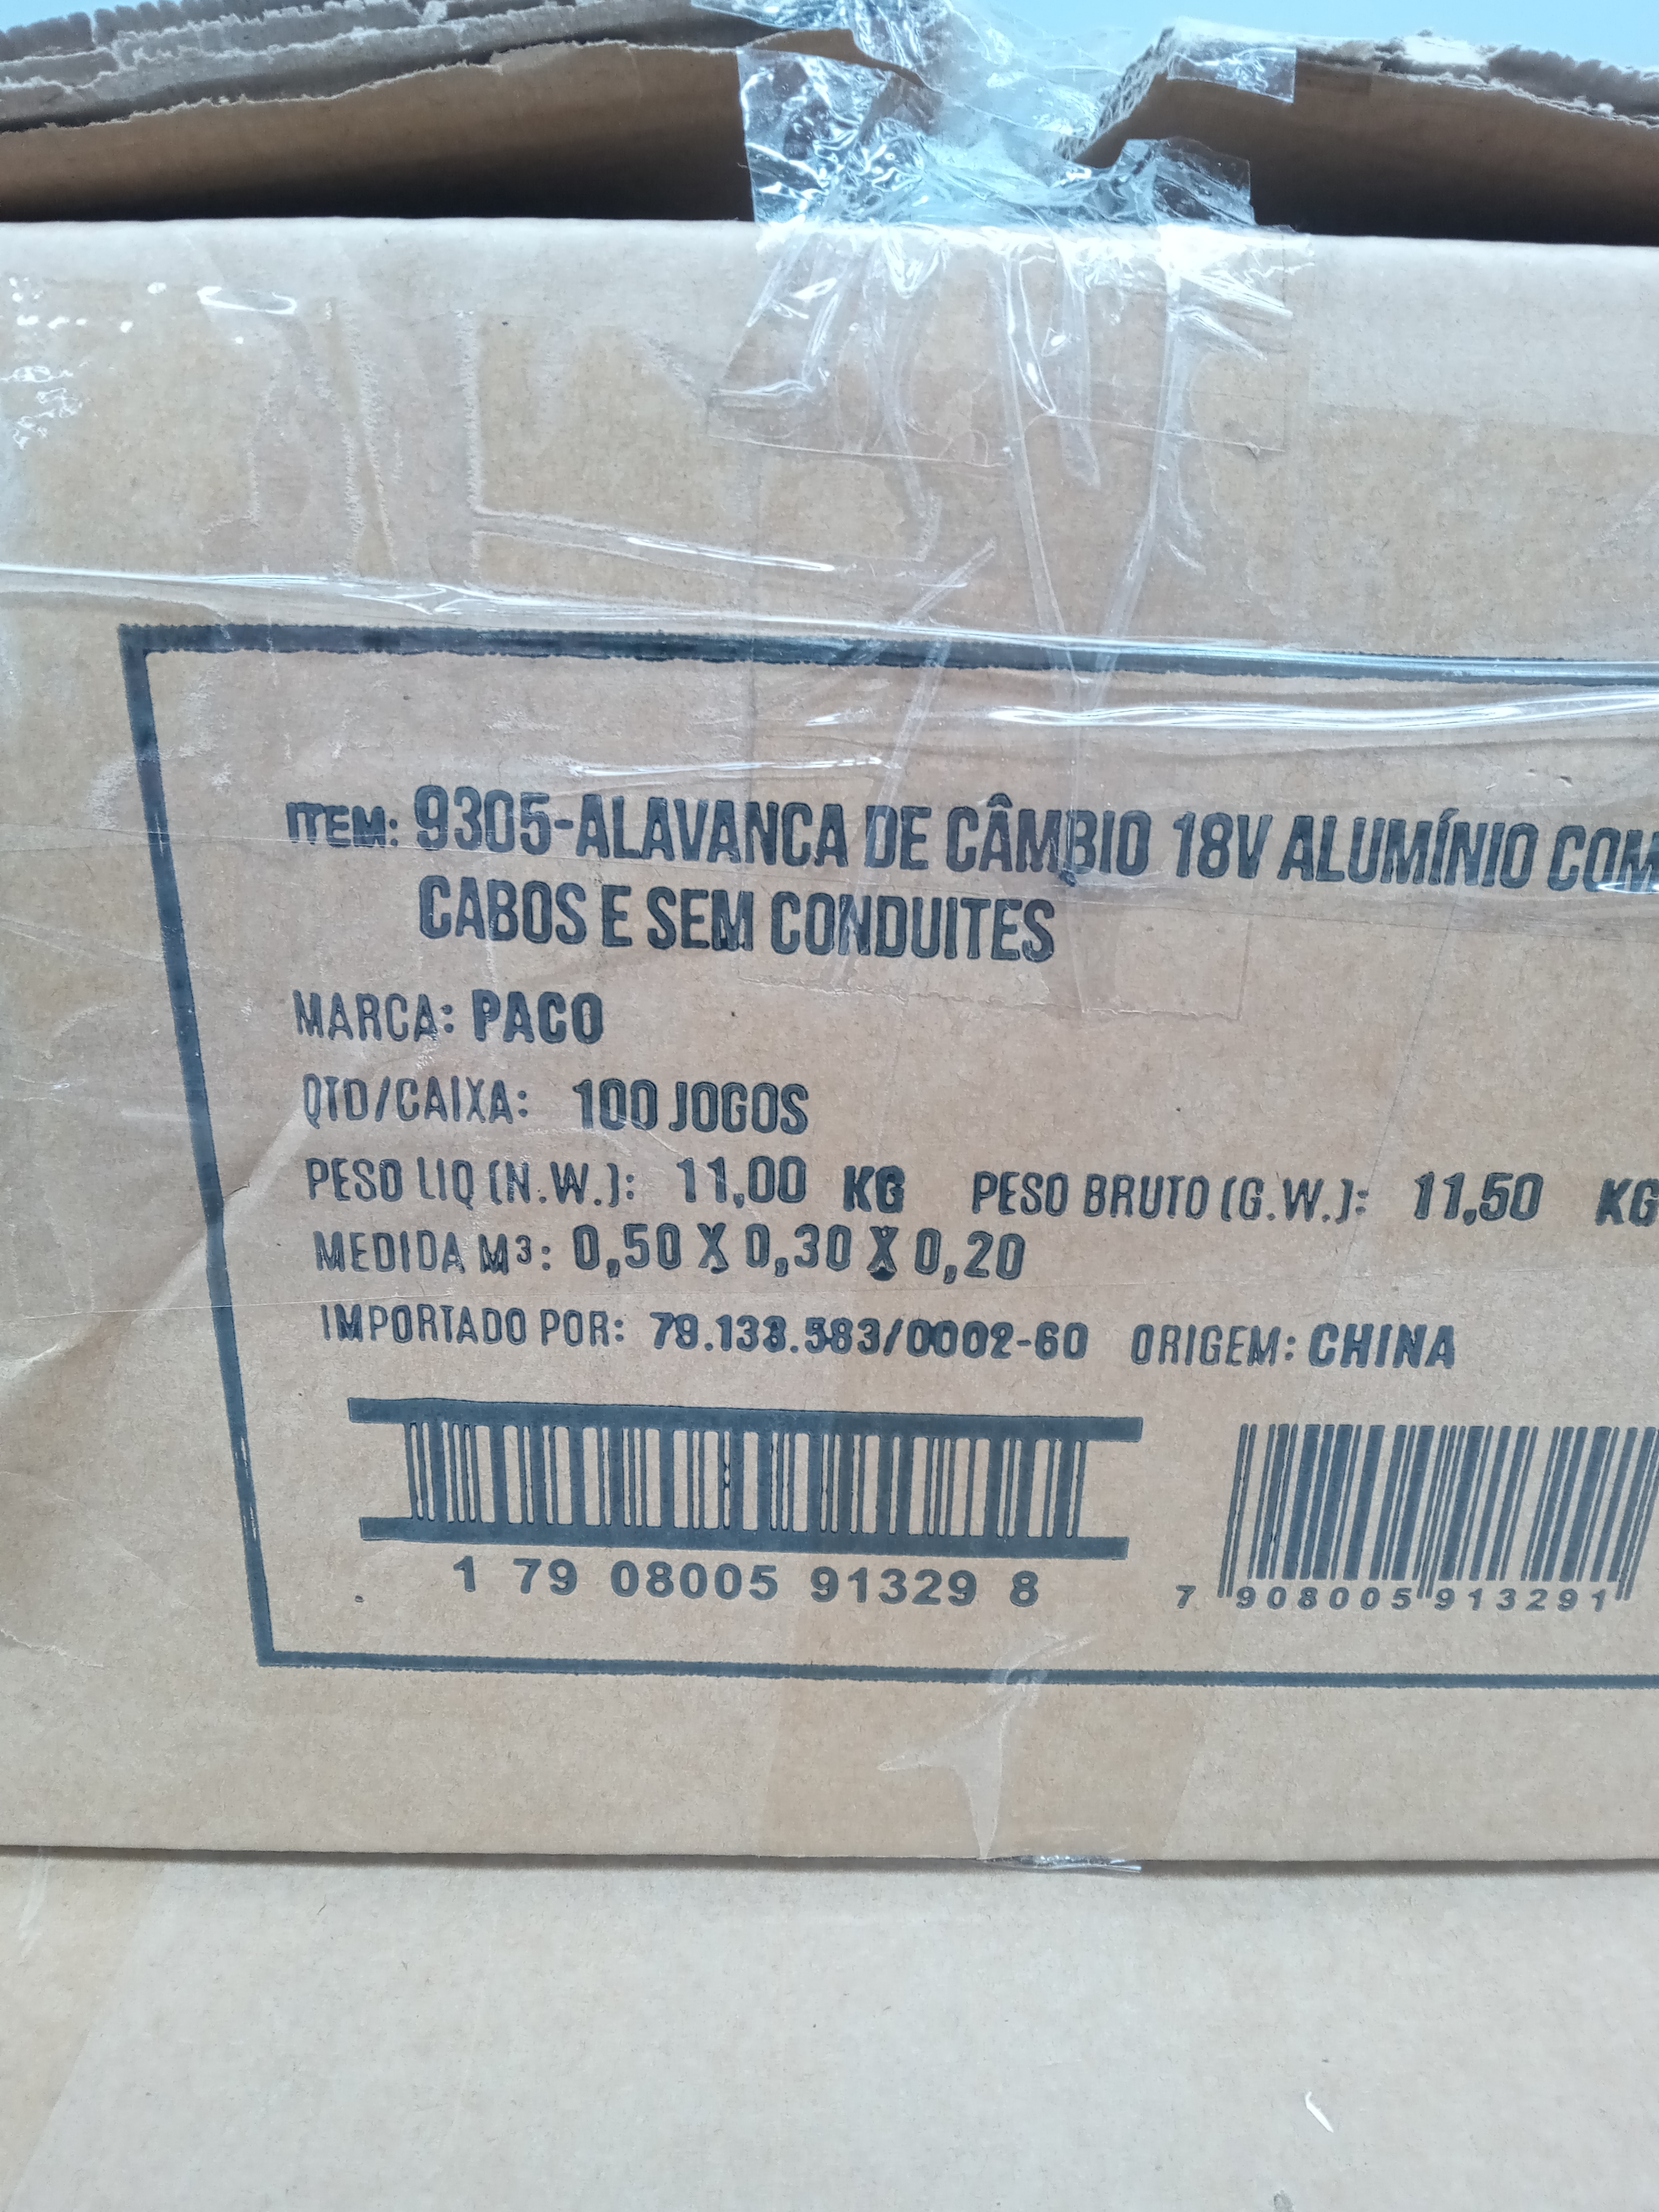 ITEM: 9305-ALAVANCA DE CÂMBIO 18V ALUMÍNIO COM
CABOS E SEM CONDUITES
MARCA: PACO
QTD/CAIXA: 100 JOGOS
PESO LIQ (N.W.): 11,00 KG PESO BRUTO (G.W.): 11,50 KG
MEDIDA M³: 0,50 X 0,30 X 0,20
IMPORTADO POR: 79.133.583/0002-60 ORIGEM: CHINA
1 79 08005 91329 8
7 908005 913291